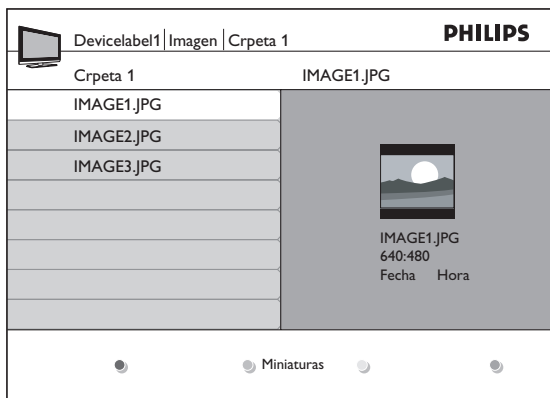 Devicelabel1 Imagen Crpeta 1 PHILIPS
Crpeta 1 IMAGE1.JPG
IMAGE1.JPG
IMAGE2.JPG
IMAGE3.JPG
IMAGE1.JPG
640:480
Fecha Hora
Miniaturas